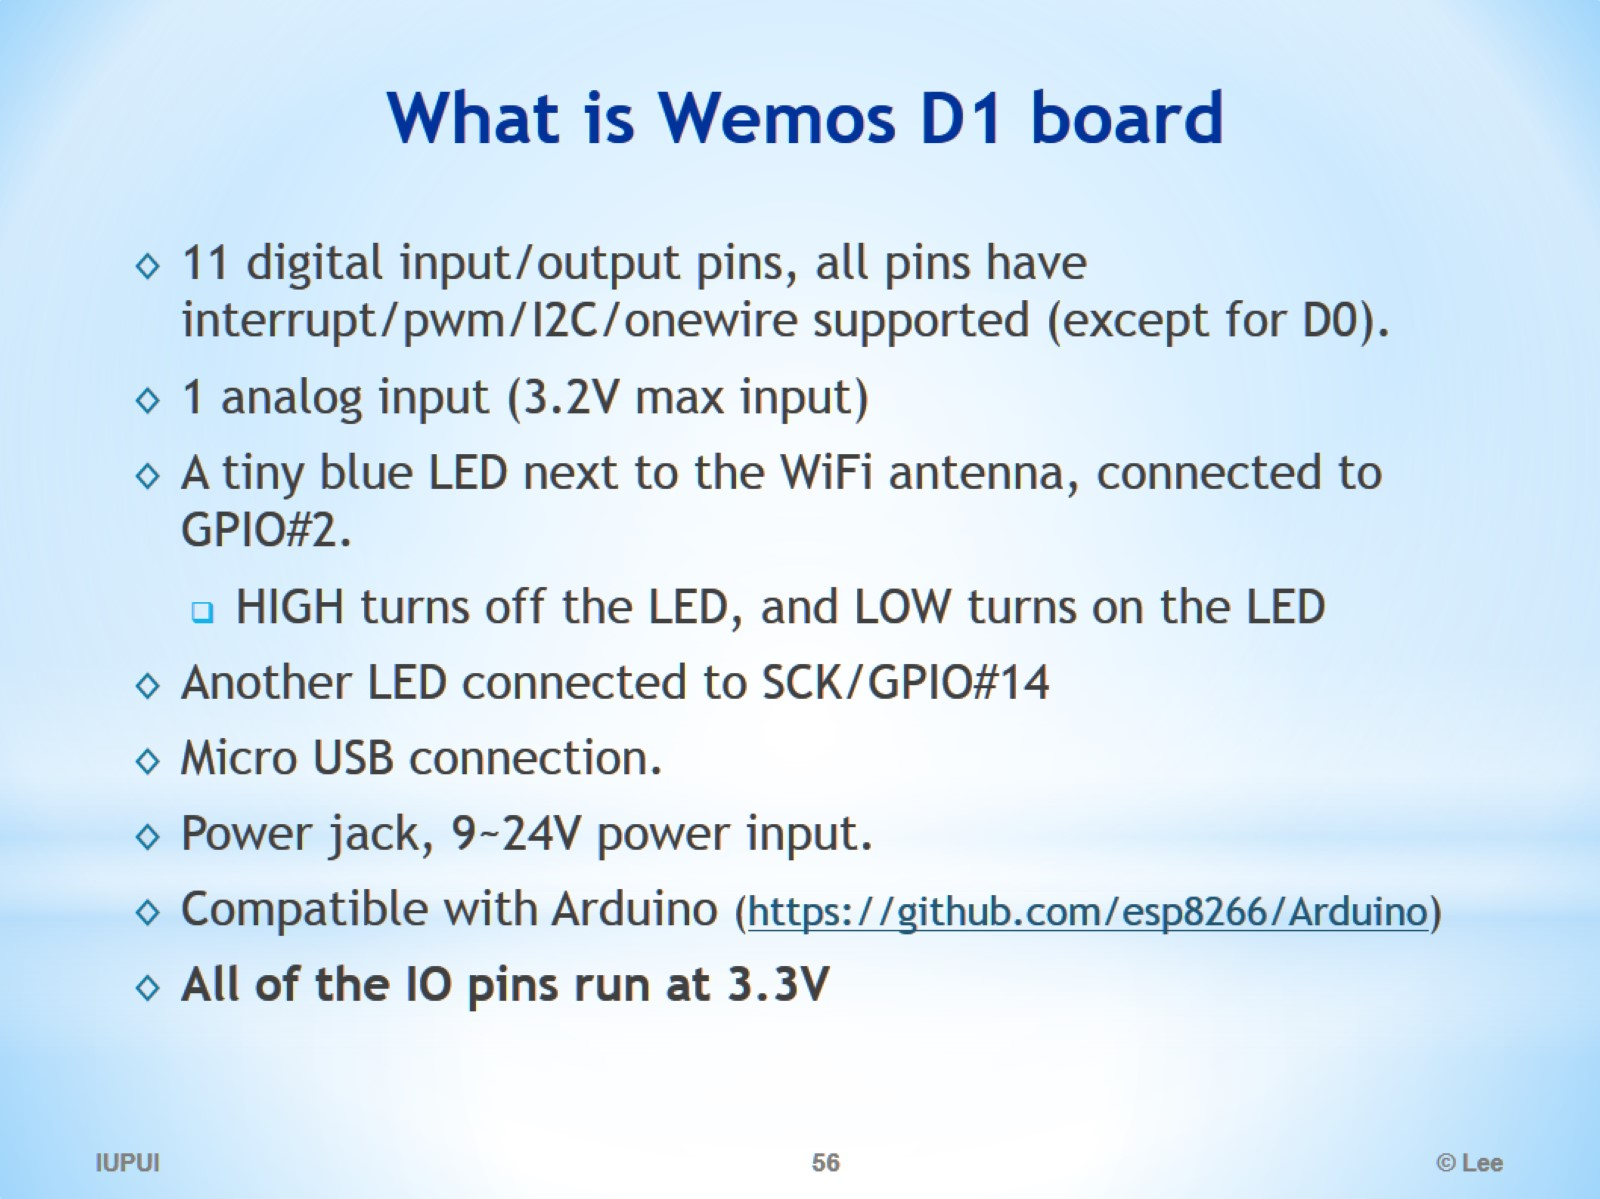 What is Wemos D1 board
◇ 11 digital input/output pins, all pins have
interrupt/pwm/I2C/onewire supported (except for D0).
◇ 1 analog input (3.2V max input)
◇ A tiny blue LED next to the WiFi antenna, connected to
GPIO#2.
❑ HIGH turns off the LED, and LOW turns on the LED
◇ Another LED connected to SCK/GPIO#14
◇ Micro USB connection.
◇ Power jack, 9~24V power input.
◇ Compatible with Arduino (https://github.com/esp8266/Arduino)
◇ All of the IO pins run at 3.3V
IUPUI 56 © Lee